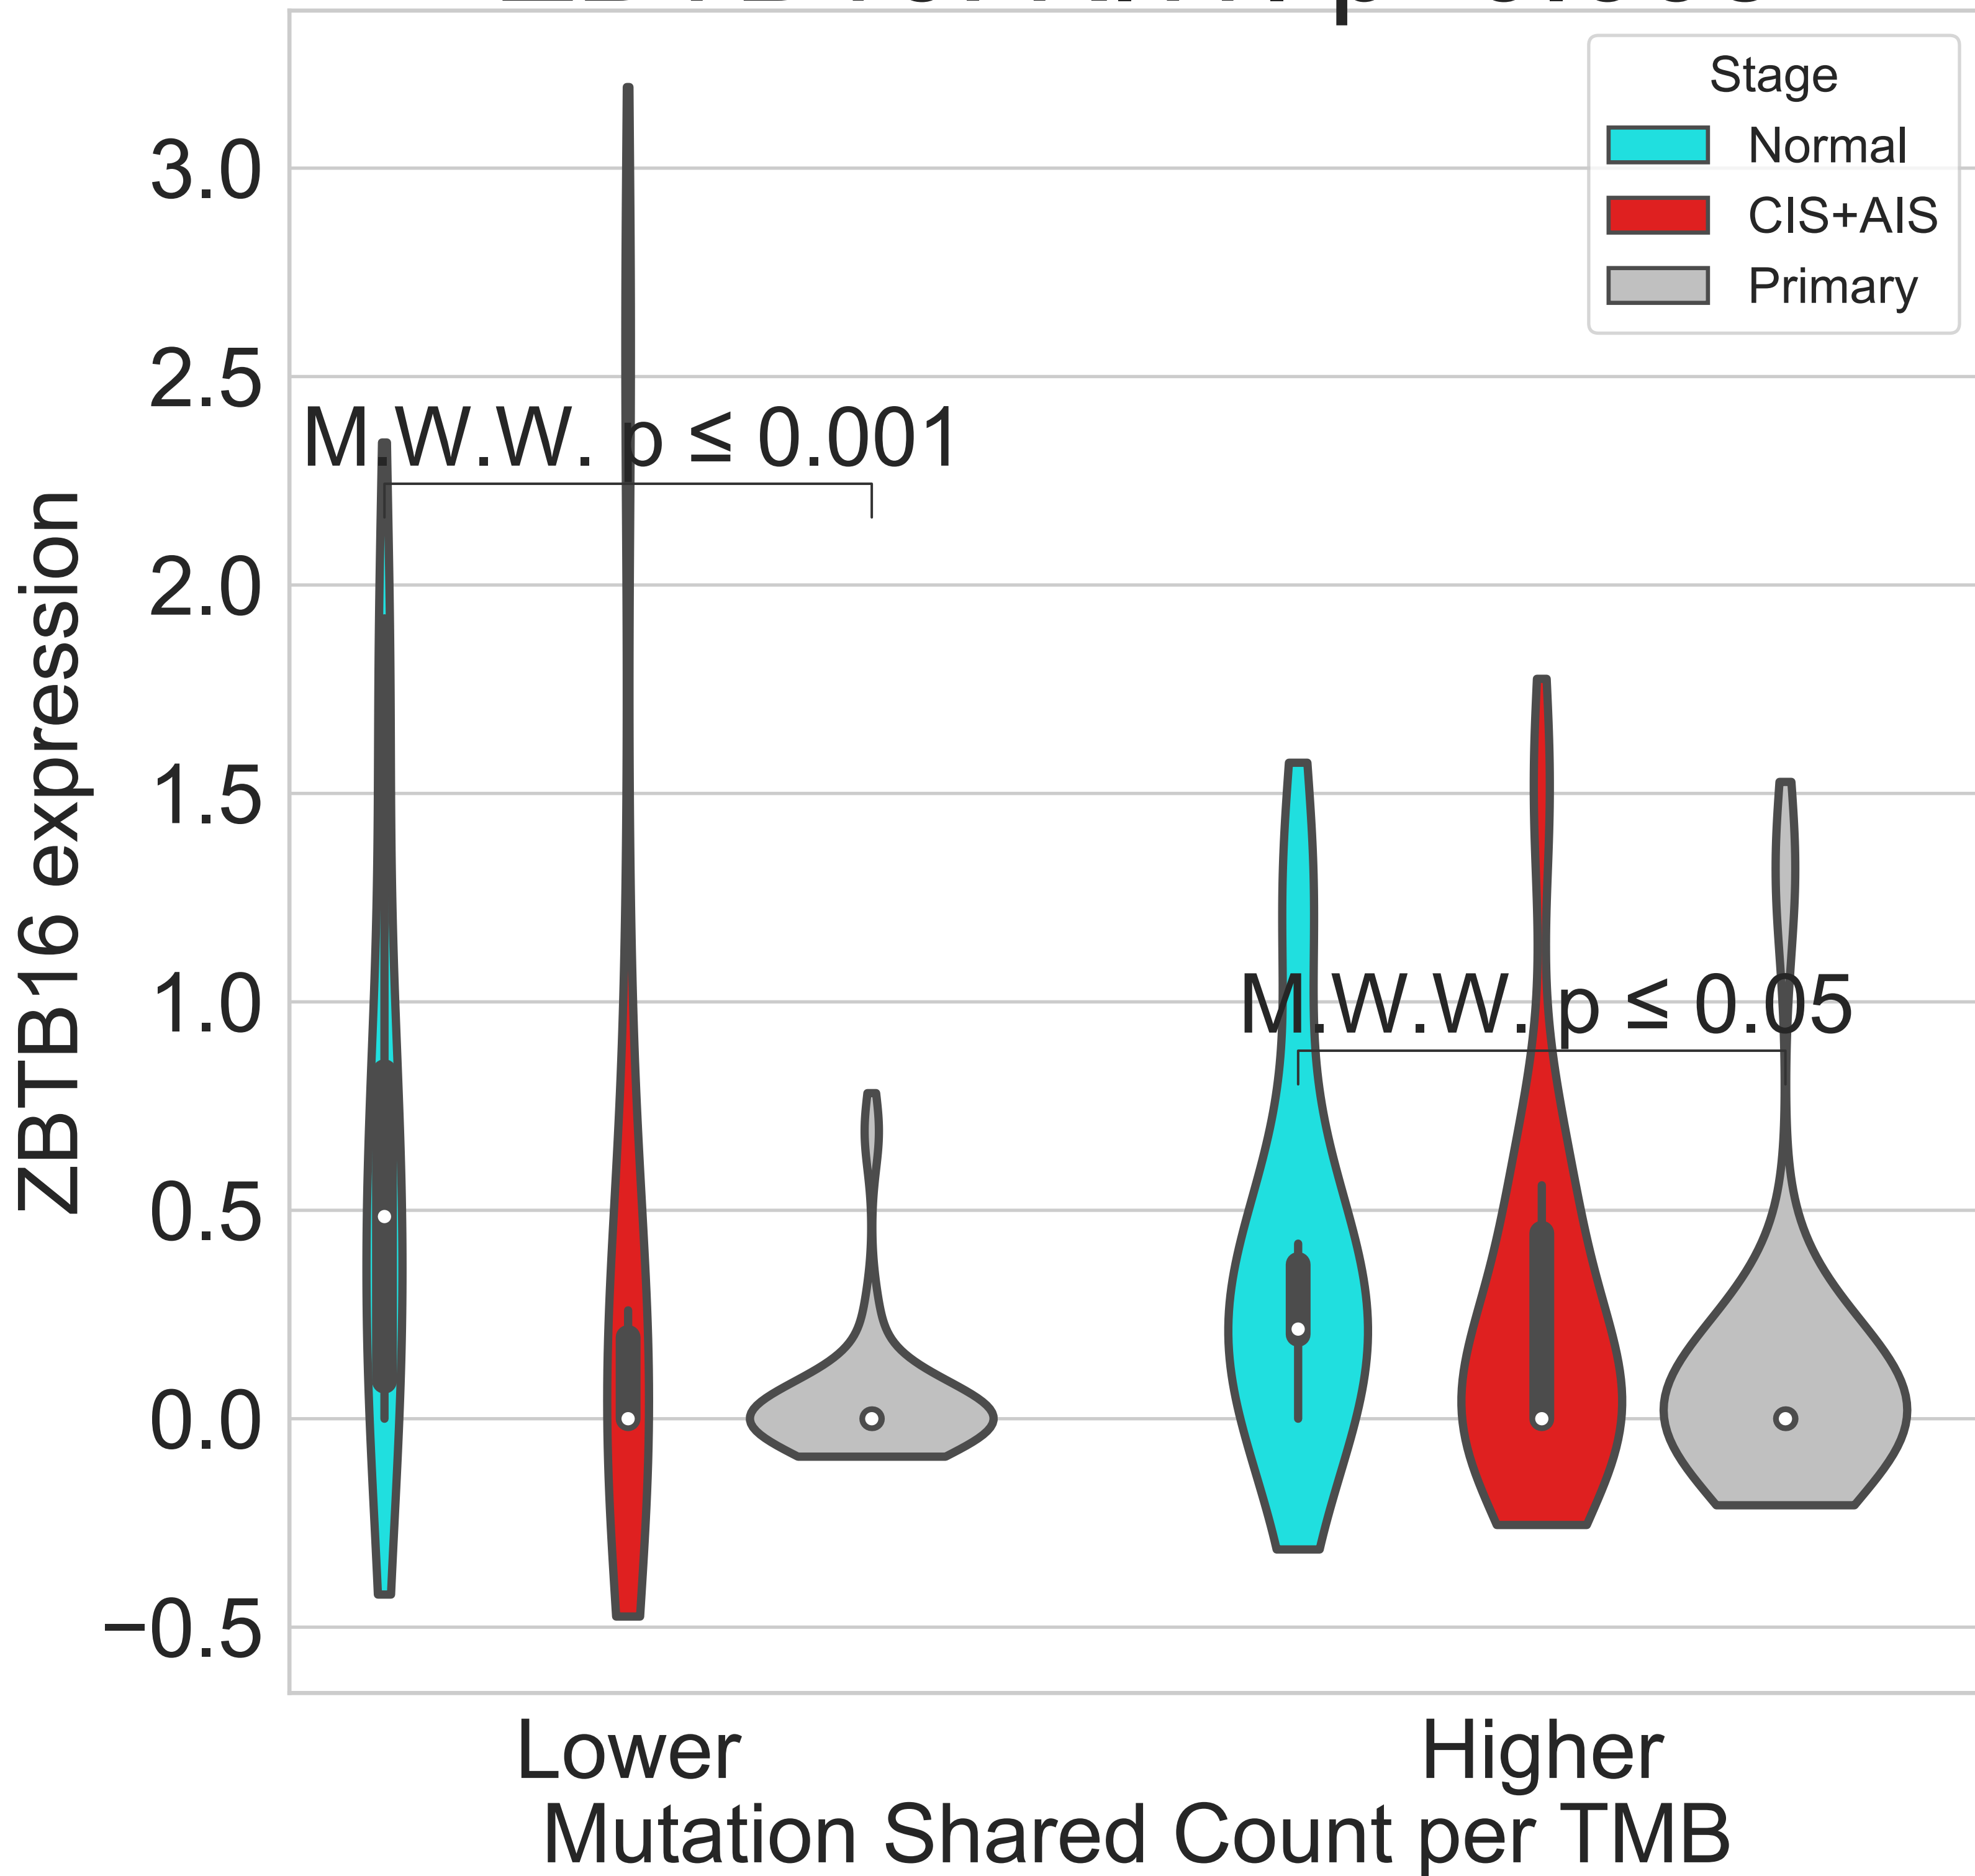 Stage
Normal
CIS+AIS
Primary
3.0
2.5
2.0
1.5
1.0
0.5
0.0
−0.5
ZBTB16 expression
M.W.W. p ≤ 0.001
M.W.W. p ≤ 0.05
Lower
Higher
Mutation Shared Count per TMB